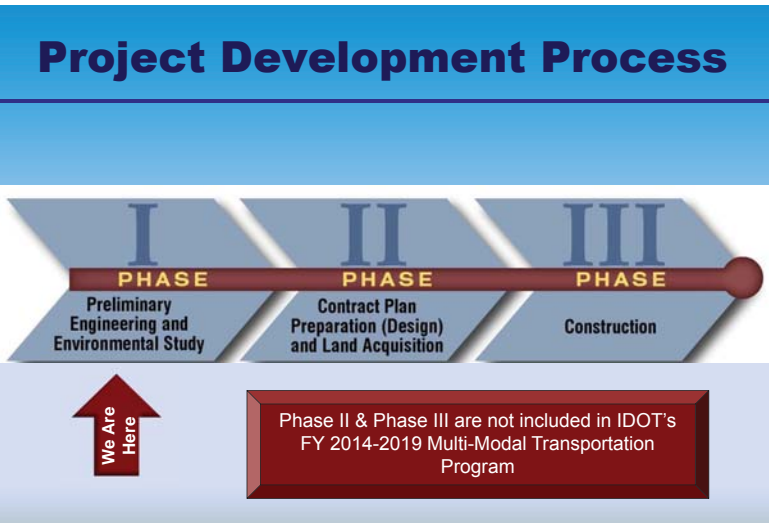 Project Development Process
I
PHASE
Preliminary
Engineering and
Environmental Study
II
PHASE
Contract Plan
Preparation (Design)
and Land Acquisition
III
PHASE
Construction
We Are
Here
Phase II & Phase III are not included in IDOT’s
FY 2014-2019 Multi-Modal Transportation
Program